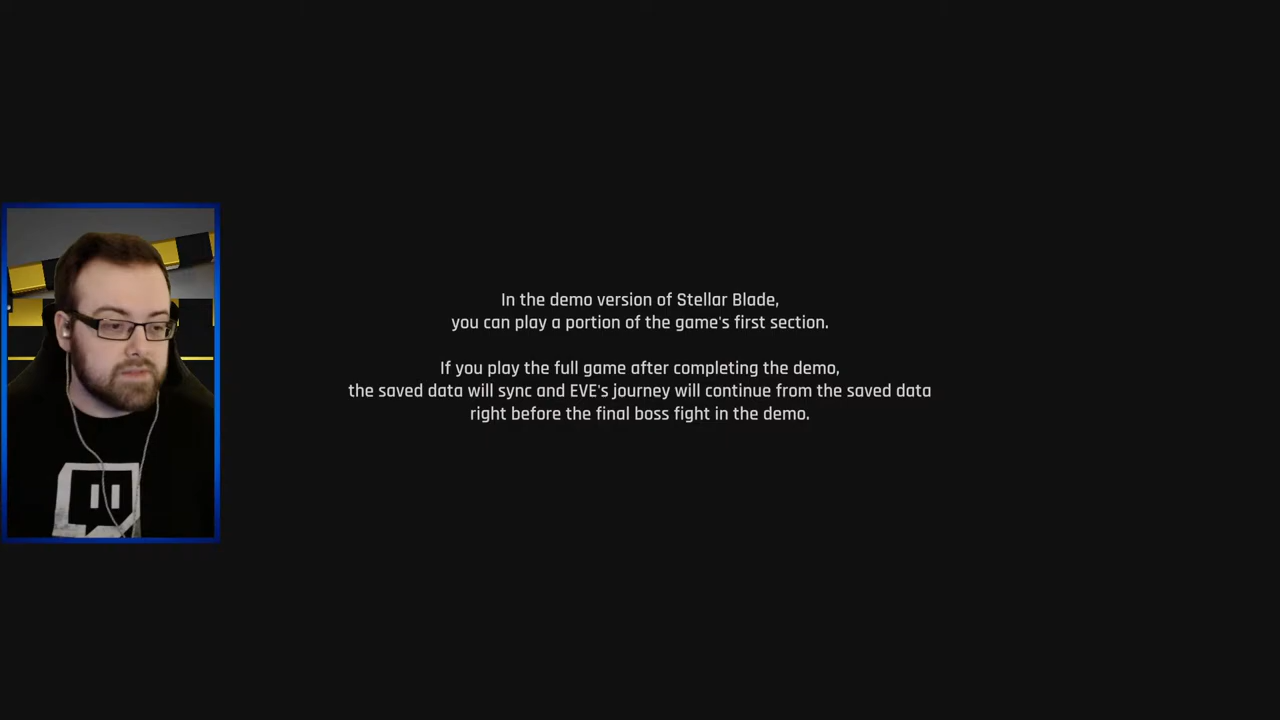 In the demo version of Stellar Blade,
you can play a portion of the game's first section.
If you play the full game after completing the demo,
the saved data will sync and EVE's journey will continue from the saved data
right before the final boss fight in the demo.